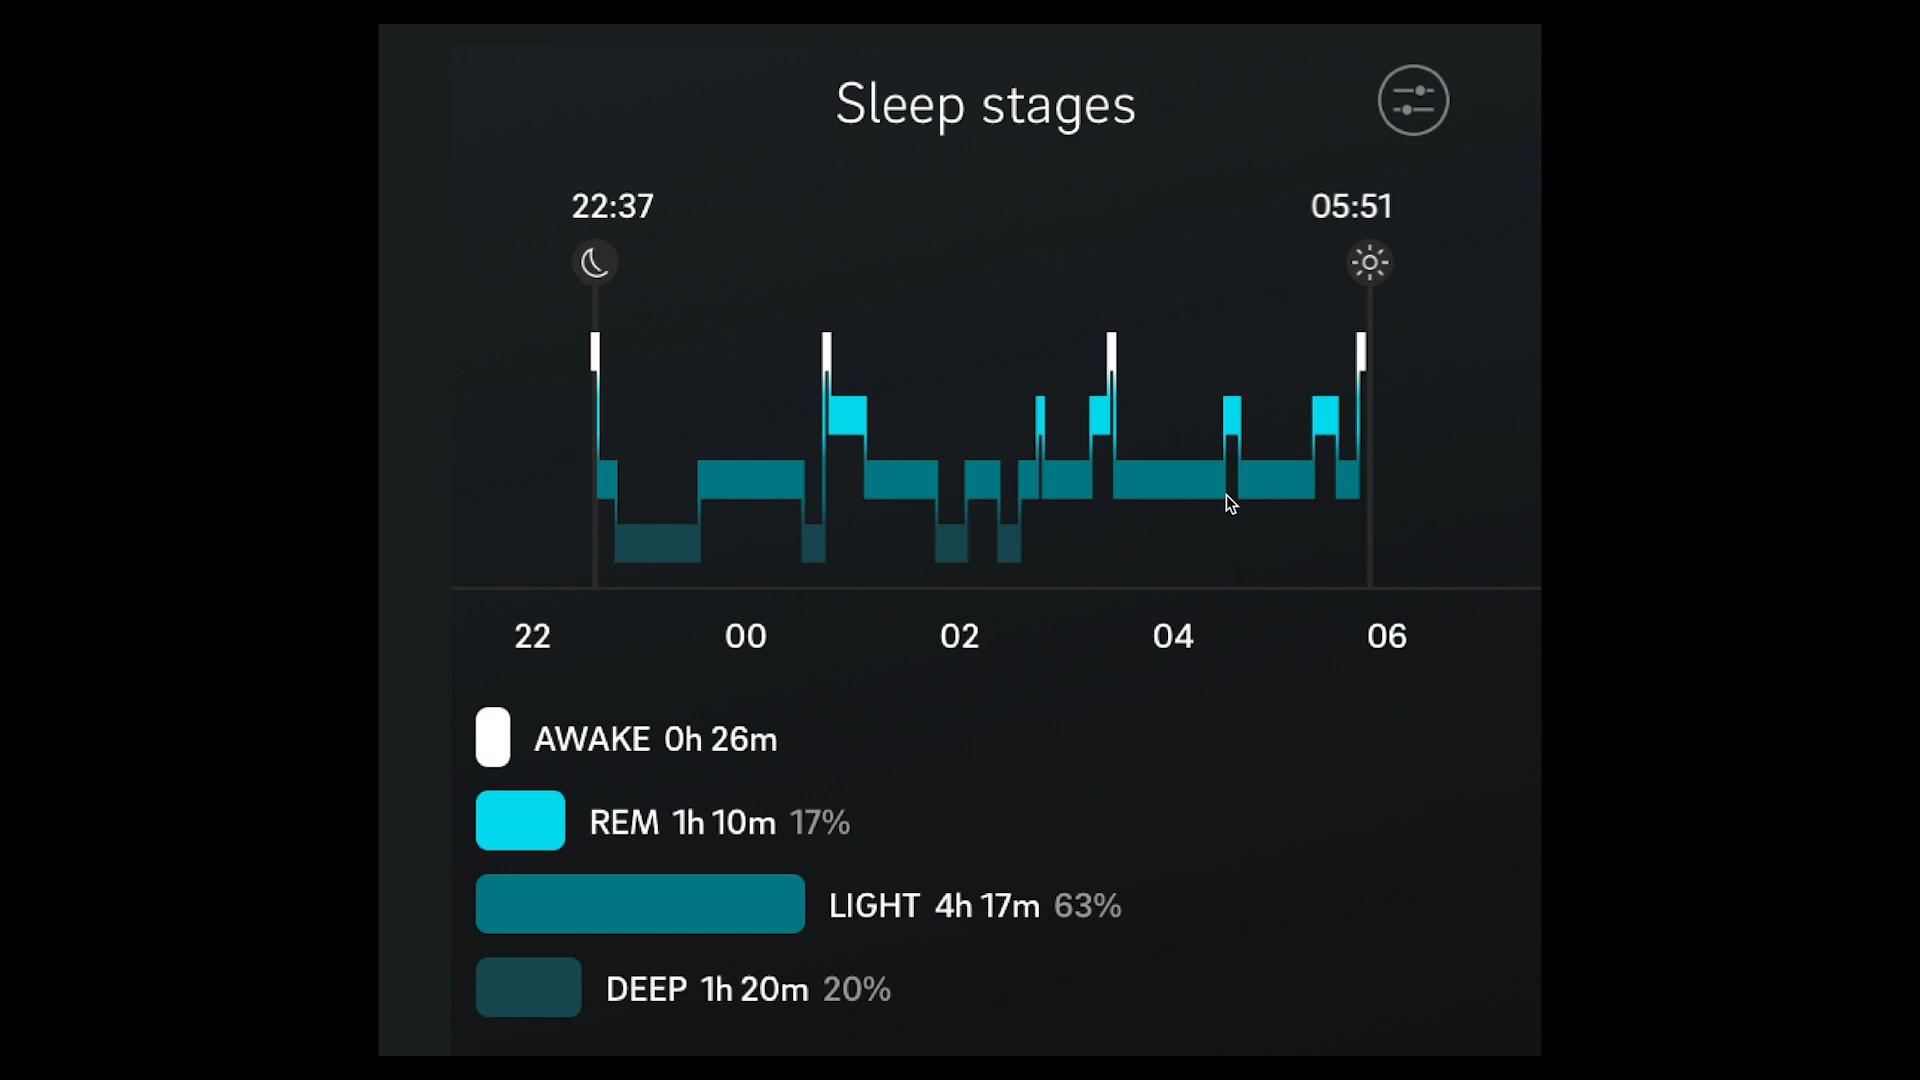 Sleep stages
22:37 05:51
22 00 02 04 06
AWAKE 0h 26m
REM 1h 10m 17%
LIGHT 4h 17m 63%
DEEP 1h 20m 20%